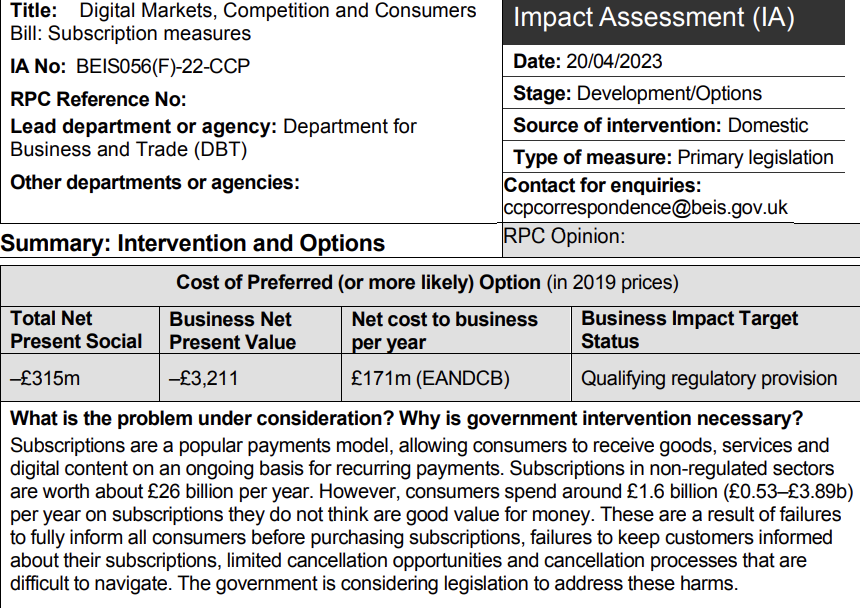 Title: Digital Markets, Competition and Consumers
Bill: Subscription measures
IA No: BEIS056(F)-22-CCP
RPC Reference No:
Lead department or agency: Department for
Business and Trade (DBT)
Other departments or agencies:
Impact Assessment (IA)
Date: 20/04/2023
Stage: Development/Options
Source of intervention: Domestic
Type of measure: Primary legislation
Contact for enquiries:
ccpcorrespondence@beis.gov.uk
Summary: Intervention and Options
RPC Opinion:
Cost of Preferred (or more likely) Option (in 2019 prices)
Total Net
Present Social
Business Net
Present Value
Net cost to business
per year
Business Impact Target
Status
–£315m
–£3,211
£171m (EANDCB)
Qualifying regulatory provision
What is the problem under consideration? Why is government intervention necessary?
Subscriptions are a popular payments model, allowing consumers to receive goods, services and
digital content on an ongoing basis for recurring payments. Subscriptions in non-regulated sectors
are worth about £26 billion per year. However, consumers spend around £1.6 billion (£0.53–£3.89b)
per year on subscriptions they do not think are good value for money. These are a result of failures
to fully inform all consumers before purchasing subscriptions, failures to keep customers informed
about their subscriptions, limited cancellation opportunities and cancellation processes that are
difficult to navigate. The government is considering legislation to address these harms.